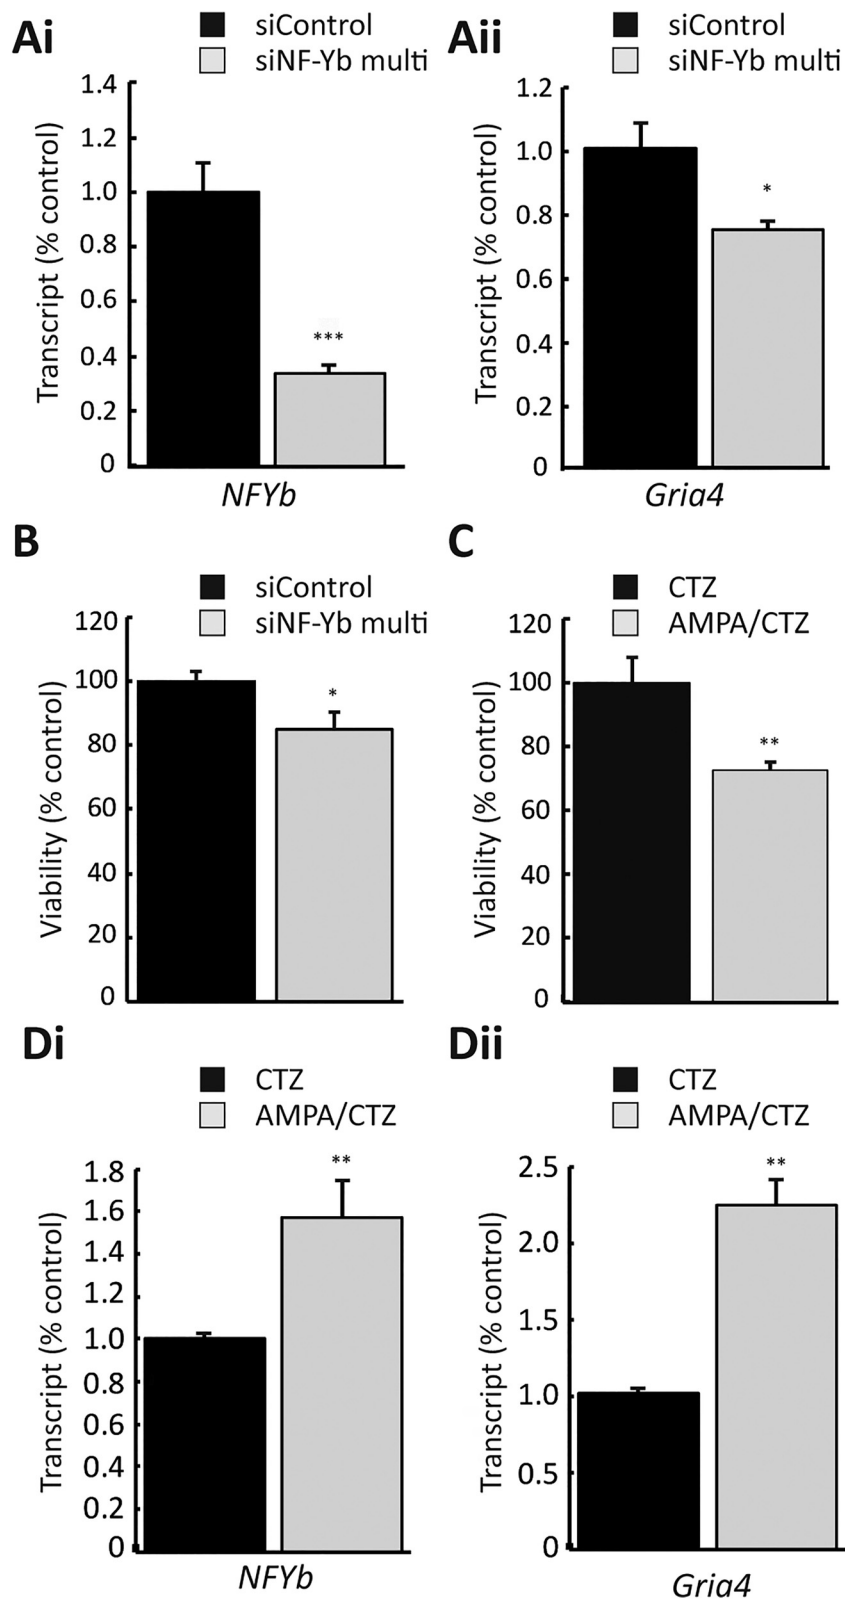 Ai
siControl
siNF-Yb multi
1.4
1.2
1.0
0.8
0.6
0.4
0.2
0
Transcript (% control)
***
NFYb
Aii
siControl
siNF-Yb multi
1.2
1.0
0.8
0.6
0.4
0.2
0
Transcript (% control)
*
Gria4
B
siControl
siNF-Yb multi
120
100
80
60
40
20
0
Viability (% control)
*
C
CTZ
AMPA/CTZ
120
100
80
60
40
20
0
Viability (% control)
**
Di
CTZ
AMPA/CTZ
1.8
1.6
1.4
1.2
1.0
0.8
0.6
0.4
0.2
0
Transcript (% control)
**
NFYb
Dii
CTZ
AMPA/CTZ
2.5
2.0
1.5
1.0
0.5
0
Transcript (% control)
**
Gria4